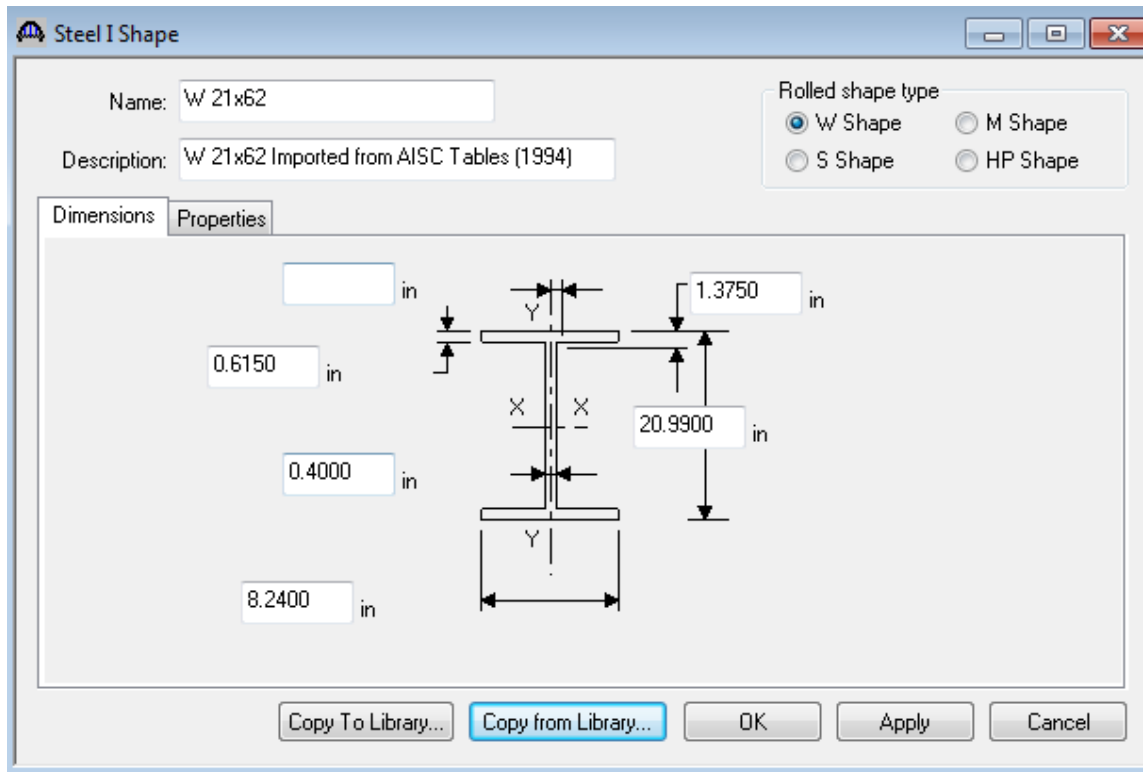 Steel I Shape
Name: W 21x62
Description: W 21x62 Imported from AISC Tables (1994)
Rolled shape type
W Shape M Shape
S Shape HP Shape
Dimensions Properties
in
1.3750 in
Y
0.6150 in
X X
20.9900 in
0.4000 in
Y
8.2400 in
Copy To Library... Copy from Library... OK Apply Cancel